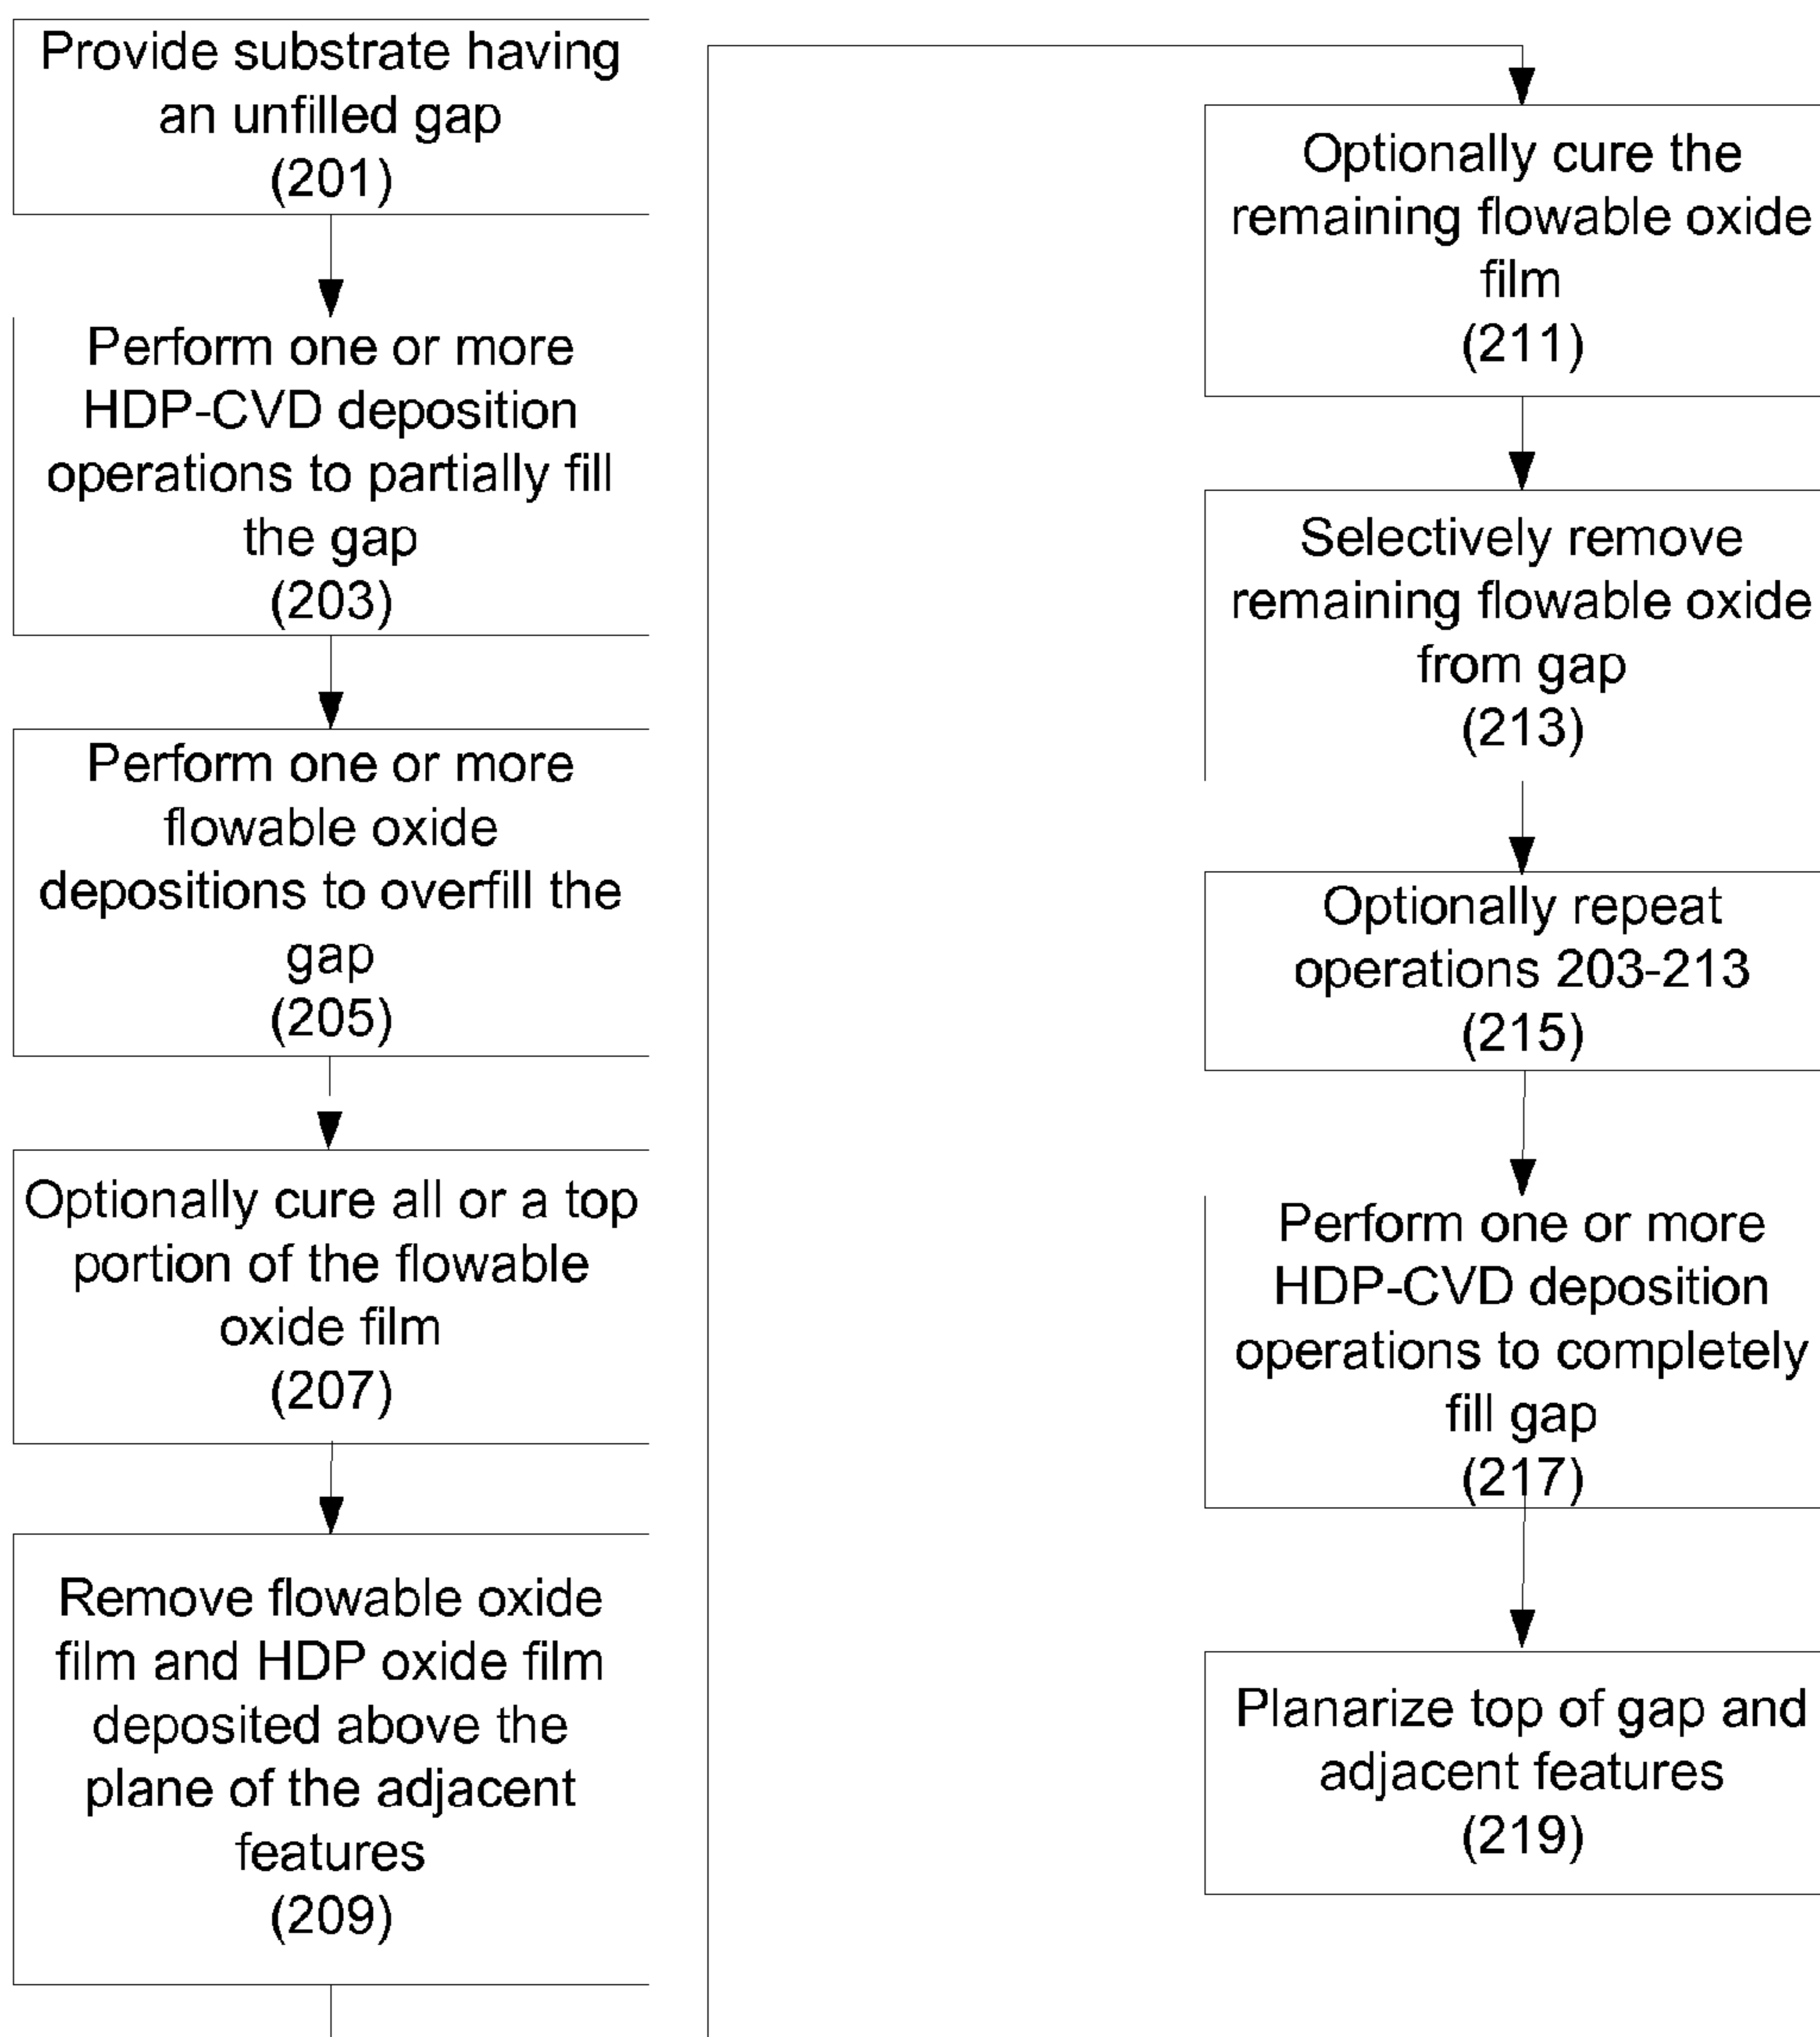 Provide substrate having
an unfilled gap
(201)
Perform one or more
HDP-CVD deposition
operations to partially fill
the gap
(203)
Perform one or more
flowable oxide
depositions to overfill the
gap
(205)
Optionally cure all or a top
portion of the flowable
oxide film
(207)
Remove flowable oxide
film and HDP oxide film
deposited above the
plane of the adjacent
features
(209)
Optionally cure the
remaining flowable oxide
film
(211)
Selectively remove
remaining flowable oxide
from gap
(213)
Optionally repeat
operations 203-213
(215)
Perform one or more
HDP-CVD deposition
operations to completely
fill gap
(217)
Planarize top of gap and
adjacent features
(219)